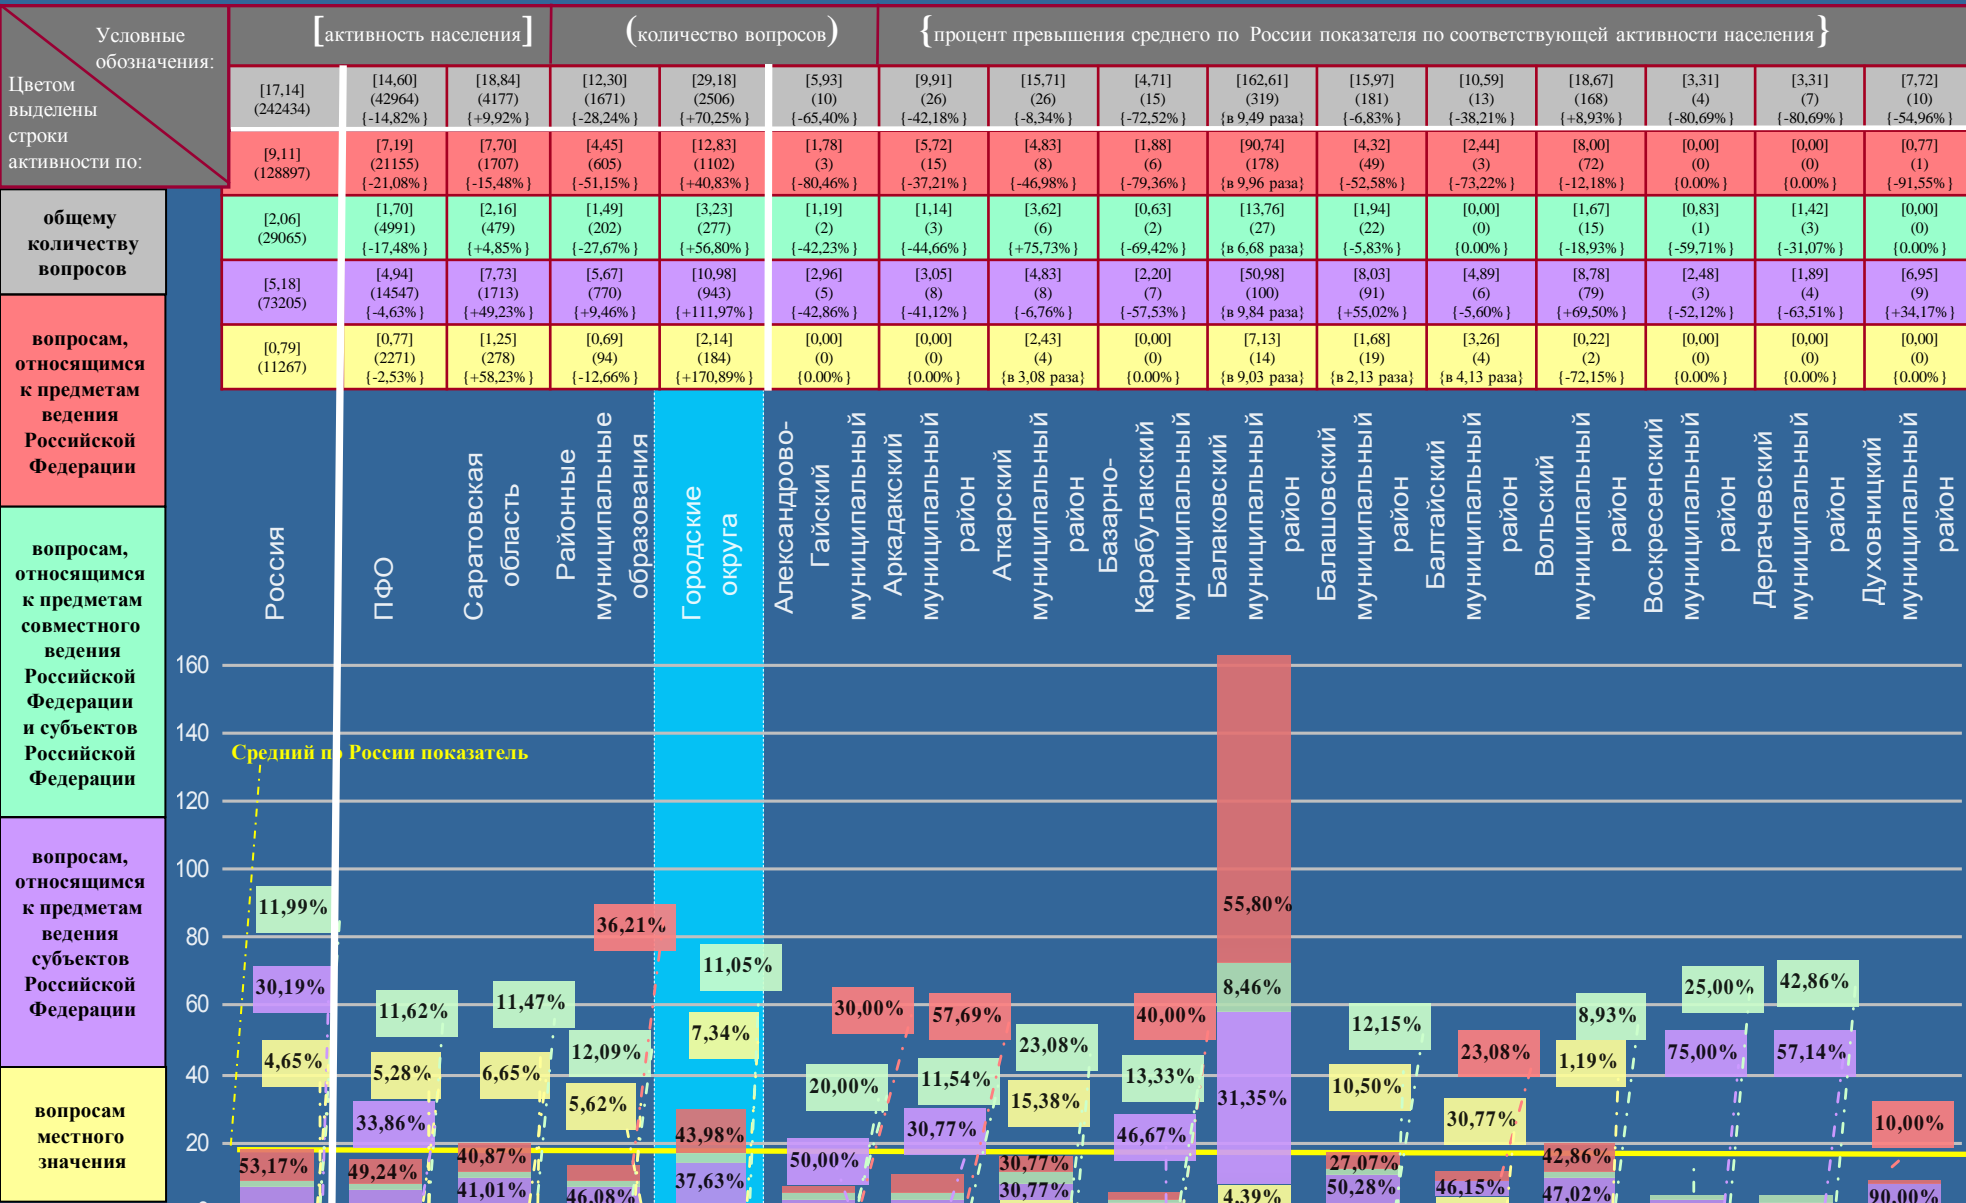 Условные
обозначения:
Цветом
выделены
строки
активности по:
[активность населения]
(количество вопросов)
{процент превышения среднего по России показателя по соответствующей активности населения}
[17,14] [14,60] [18,84] [12,30] [29,18] [5,93] [9,91] [15,71] [4,71] [162,61] [15,97] [10,59] [18,67] [3,31] [3,31] [7,72]
(242434) (42964) (4177) (1671) (2506) (10) (26) (26) (15) (319) (181) (13) (168) (4) (7) (10)
{-14,82%} {+9,92%} {-28,24%} {+70,25%} {-65,40%} {-42,18%} {-8,34%} {-72,52%} {в 9,49 раза} {-6,83%} {-38,21%} {+8,93%} {-80,69%} {-80,69%} {-54,96%}
[9,11] [7,19] [7,70] [4,45] [12,83] [1,78] [5,72] [4,83] [1,88] [90,74] [4,32] [2,44] [8,00] [0,00] [0,00] [0,77]
(128897) (21155) (1707) (605) (1102) (3) (15) (8) (6) (178) (49) (3) (72) (0) (0) (1)
{-21,08%} {-15,48%} {-51,15%} {+40,83%} {-80,46%} {-37,21%} {-46,98%} {-79,36%} {в 9,96 раза} {-52,58%} {-73,22%} {-12,18%} {0.00%} {0.00%} {-91,55%}
[2,06] [1,70] [2,16] [1,49] [3,23] [1,19] [1,14] [3,62] [0,63] [13,76] [1,94] [0,00] [1,67] [0,83] [1,42] [0,00]
(29065) (4991) (479) (202) (277) (2) (3) (6) (2) (27) (22) (0) (15) (1) (3) (0)
{-17,48%} {+4,85%} {-27,67%} {+56,80%} {-42,23%} {-44,66%} {+75,73%} {-69,42%} {в 6,68 раза} {-5,83%} {0.00%} {-18,93%} {-59,71%} {-31,07%} {0.00%}
[5,18] [4,94] [7,73] [5,67] [10,98] [2,96] [3,05] [4,83] [2,20] [50,98] [8,03] [4,89] [8,78] [2,48] [1,89] [6,95]
(73205) (14547) (1713) (770) (943) (5) (8) (8) (7) (100) (91) (6) (79) (3) (4) (9)
{-4,63%} {+49,23%} {+9,46%} {+111,97%} {-42,86%} {-41,12%} {-6,76%} {-57,53%} {в 9,84 раза} {+55,02%} {-5,60%} {+69,50%} {-52,12%} {-63,51%} {+34,17%}
[0,79] [0,77] [1,25] [0,69] [2,14] [0,00] [0,00] [2,43] [0,00] [7,13] [1,68] [3,26] [0,22] [0,00] [0,00] [0,00]
(11267) (2271) (278) (94) (184) (0) (0) (4) (0) (14) (19) (4) (2) (0) (0) (0)
{-2,53%} {+58,23%} {-12,66%} {+170,89%} {0.00%} {0.00%} {в 3,08 раза} {0.00%} {в 9,03 раза} {в 2,13 раза} {в 4,13 раза} {-72,15%} {0.00%} {0.00%} {0.00%}
общему
количеству
вопросов
вопросам,
относящимся
к предметам
ведения
Российской
Федерации
вопросам,
относящимся
к предметам
совместного
ведения
Российской
Федерации
и субъектов
Российской
Федерации
вопросам,
относящимся
к предметам
ведения
субъектов
Российской
Федерации
вопросам
местного
значения
Россия
ПФО
Саратовская
область
Районные
муниципальные
образования
Городские
округа
Александрово-
Гайский
муниципальный
Аркадакский
муниципальный
район
Аткарский
муниципальный
район
Базарно-
Карабулакский
муниципальный
Балаковский
муниципальный
район
Балашовский
муниципальный
район
Балтайский
муниципальный
район
Вольский
муниципальный
район
Воскресенский
муниципальный
район
Дергачевский
муниципальный
район
Духовницкий
муниципальный
район
160
140
120
100
80
60
40
20
Средний по России показатель
11,99%
30,19%
4,65%
53,17%
11,62%
5,28%
33,86%
49,24%
11,47%
6,65%
40,87%
41,01%
36,21%
12,09%
5,62%
46,08%
11,05%
7,34%
43,98%
37,63%
30,00%
20,00%
50,00%
57,69%
11,54%
30,77%
23,08%
15,38%
30,77%
30,77%
40,00%
13,33%
46,67%
55,80%
8,46%
31,35%
4,39%
12,15%
10,50%
27,07%
50,28%
23,08%
30,77%
46,15%
8,93%
1,19%
42,86%
47,02%
25,00%
75,00%
42,86%
57,14%
10,00%
90,00%